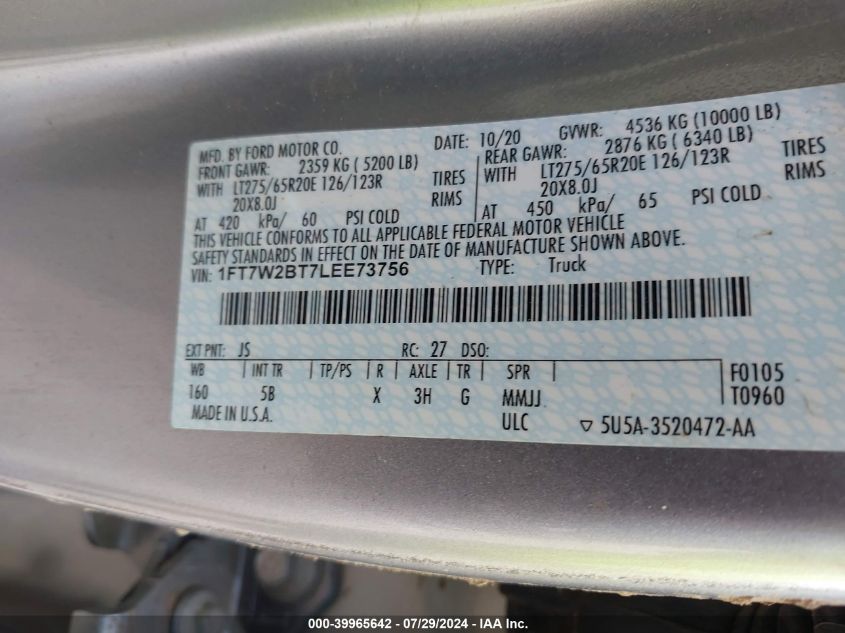 MFD. BY FORD MOTOR CO. DATE: 10/20 GVWR: 4536 KG (10000 LB)
FRONT GAWR: 2359 KG ( 5200 LB) REAR GAWR: 2876 KG ( 6340 LB)
WITH LT275/65R20E 126/123R TIRES WITH LT275/65R20E 126/123R TIRES
20X8.0J RIMS 20X8.0J RIMS
AT 420 kPa/ 60 PSI COLD AT 450 kPa/ 65 PSI COLD
THIS VEHICLE CONFORMS TO ALL APPLICABLE FEDERAL MOTOR VEHICLE
SAFETY STANDARDS IN EFFECT ON THE DATE OF MANUFACTURE SHOWN ABOVE.
VIN: 1FT7W2BT7LEE73756 TYPE: Truck
EXT PNT: JS RC: 27 DSO:
WB INT TR TP/PS R AXLE TR SPR F0105
160 5B X 3H G MMJJ T0960
MADE IN U.S.A. ULC 5U5A-3520472-AA
000-39965642 - 07/29/2024 - IAA Inc.